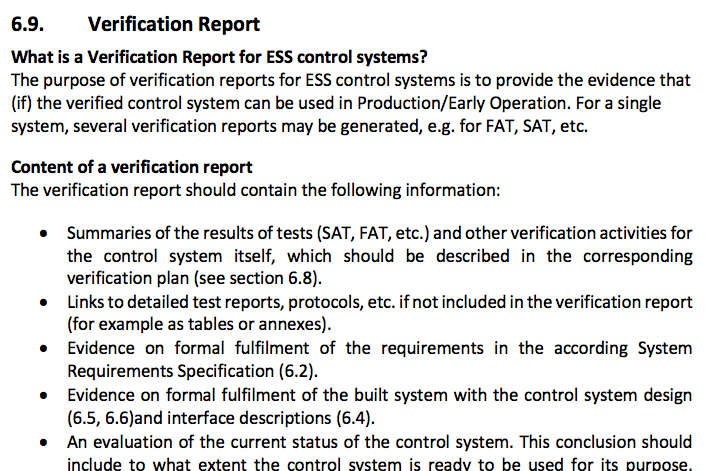 6.9. Verification Report
What is a Verification Report for ESS control systems?
The purpose of verification reports for ESS control systems is to provide the evidence that
(if) the verified control system can be used in Production/Early Operation. For a single
system, several verification reports may be generated, e.g. for FAT, SAT, etc.
Content of a verification report
The verification report should contain the following information:
• Summaries of the results of tests (SAT, FAT, etc.) and other verification activities for
the control system itself, which should be described in the corresponding
verification plan (see section 6.8).
• Links to detailed test reports, protocols, etc. if not included in the verification report
(for example as tables or annexes).
• Evidence on formal fulfilment of the requirements in the according System
Requirements Specification (6.2).
• Evidence on formal fulfilment of the built system with the control system design
(6.5, 6.6)and interface descriptions (6.4).
• An evaluation of the current status of the control system. This conclusion should
include to what extent the control system is ready to be used for its purpose.